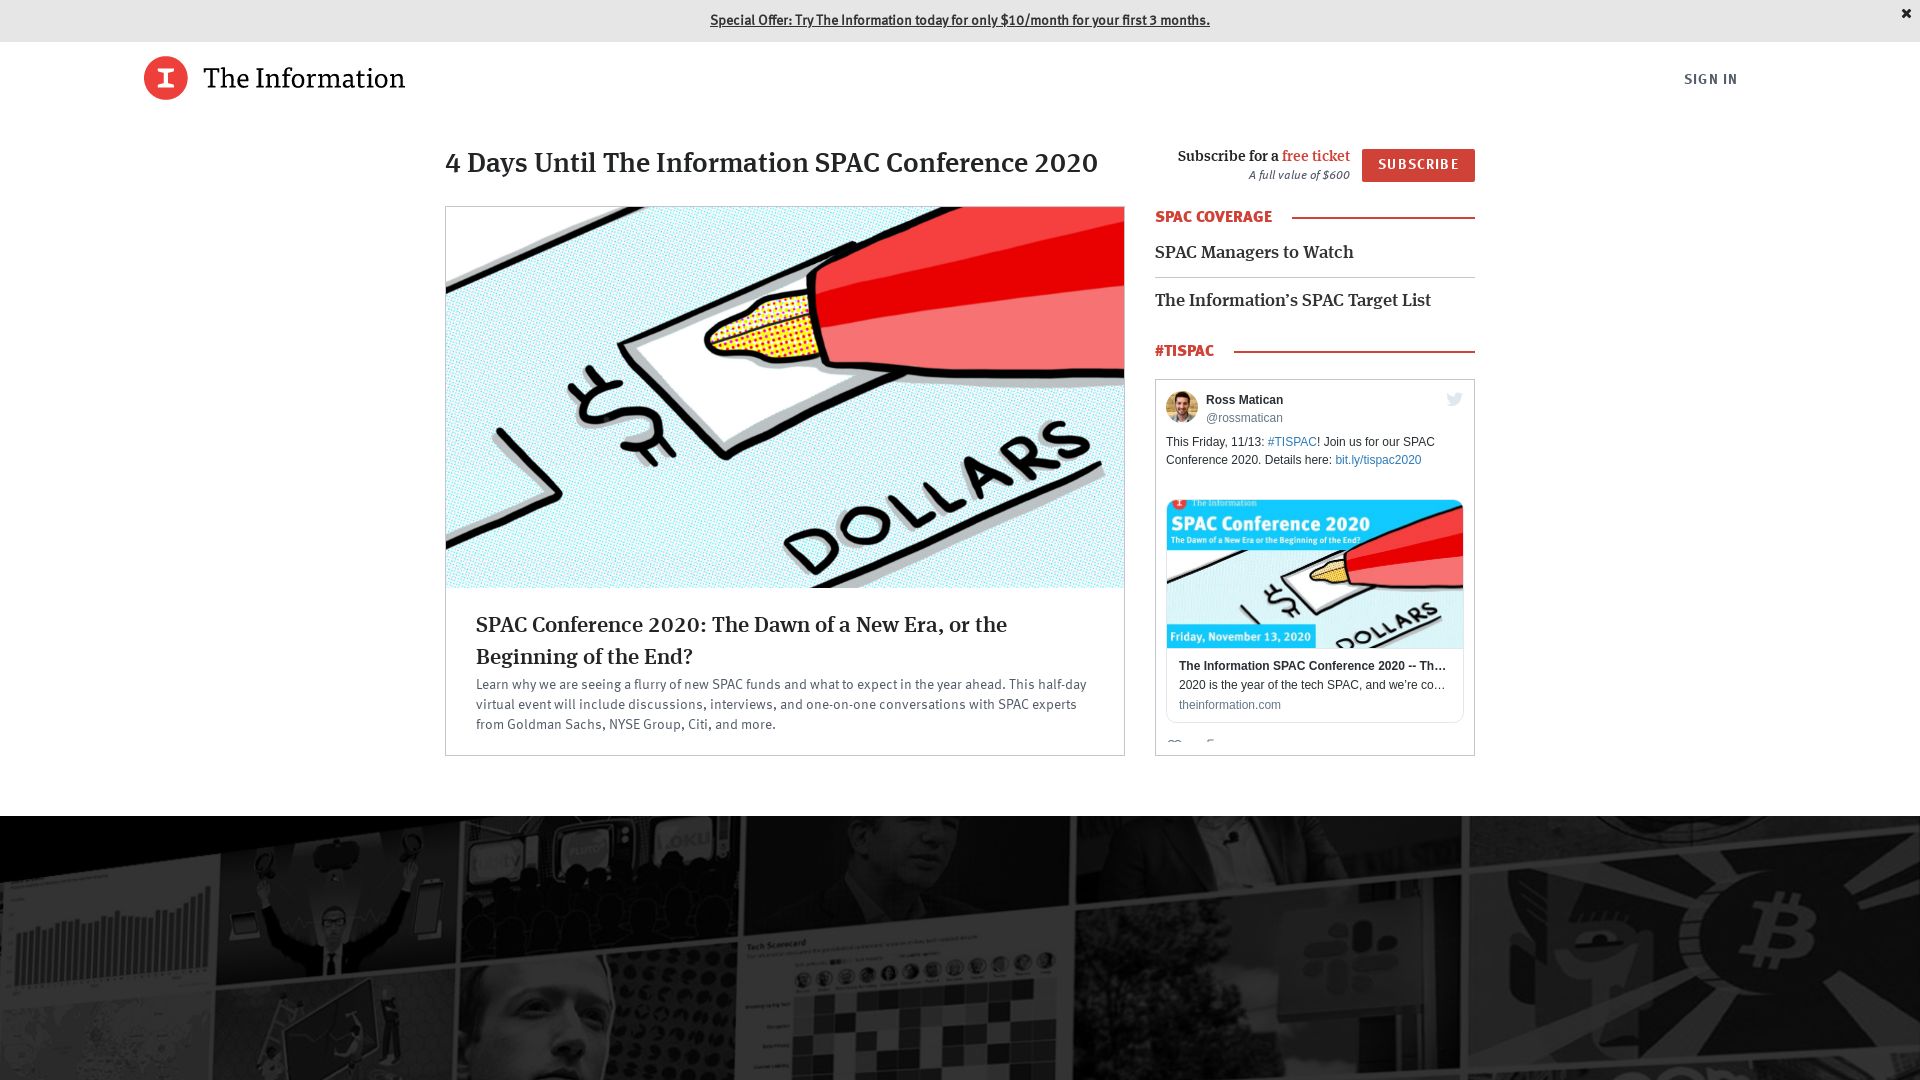 Special Offer: Try The Information today for only $10/month for your first 3 months.
The Information
SIGN IN
4 Days Until The Information SPAC Conference 2020
Subscribe for a free ticket
A full value of $600
SUBSCRIBE
$
DOLLARS
SPAC Conference 2020: The Dawn of a New Era, or the
Beginning of the End?
Learn why we are seeing a flurry of new SPAC funds and what to expect in the year ahead. This half-day
virtual event will include discussions, interviews, and one-on-one conversations with SPAC experts
from Goldman Sachs, NYSE Group, Citi, and more.
SPAC COVERAGE
SPAC Managers to Watch
The Information’s SPAC Target List
#TISPAC
Ross Matican
@rossmatican
This Friday, 11/13: #TISPAC! Join us for our SPAC
Conference 2020. Details here: bit.ly/tispac2020
The Information
SPAC Conference 2020
The Dawn of a New Era or the Beginning of the End?
$
DOLLARS
Friday, November 13, 2020
The Information SPAC Conference 2020 -- Th…
2020 is the year of the tech SPAC, and we’re co…
theinformation.com
Tech Scorecard